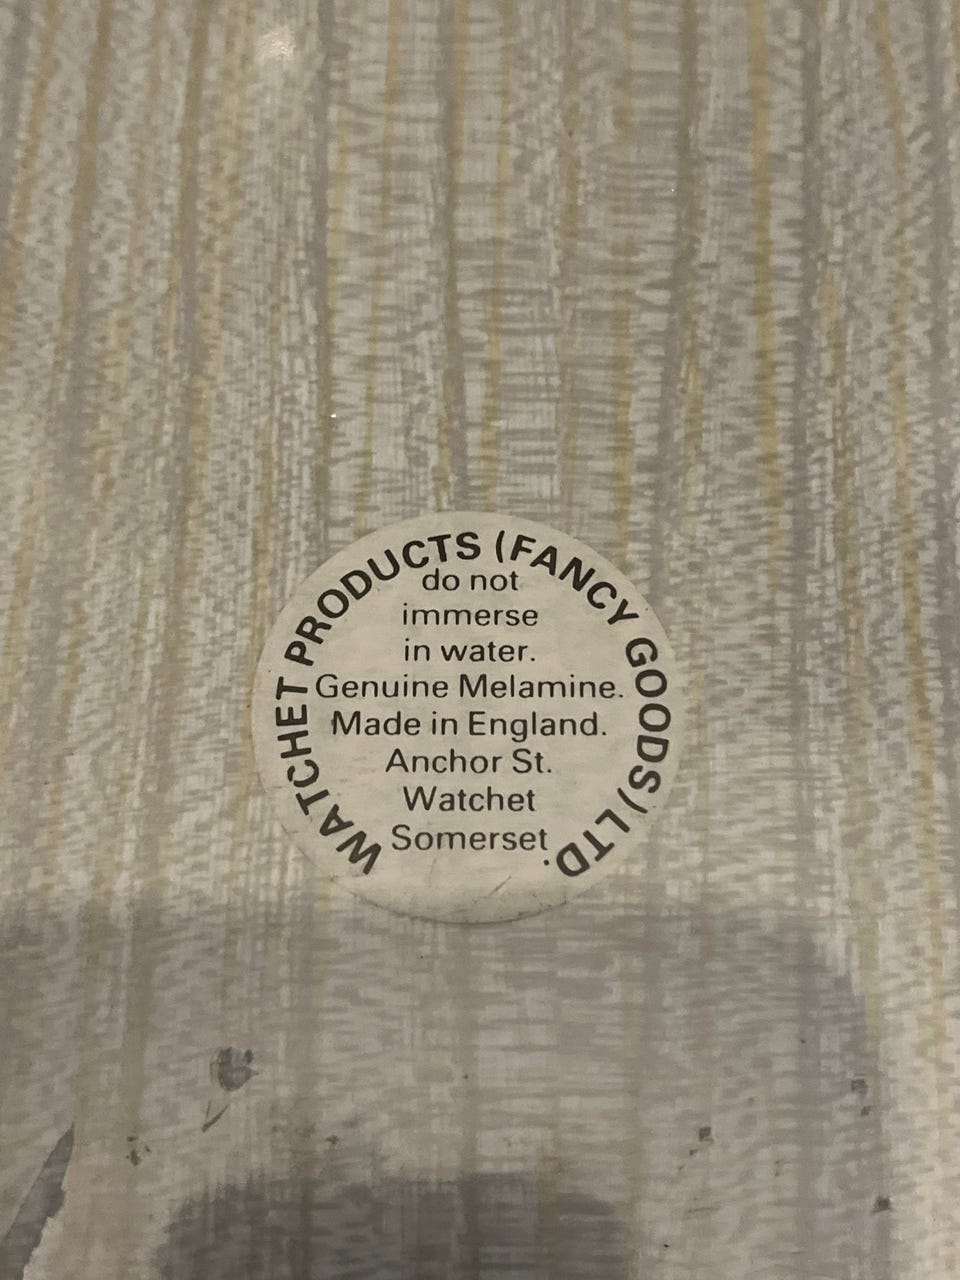 WATCHET PRODUCTS (FANCY GOODS) LTD.
do not
immerse
in water.
Genuine Melamine.
Made in England.
Anchor St.
Watchet
Somerset